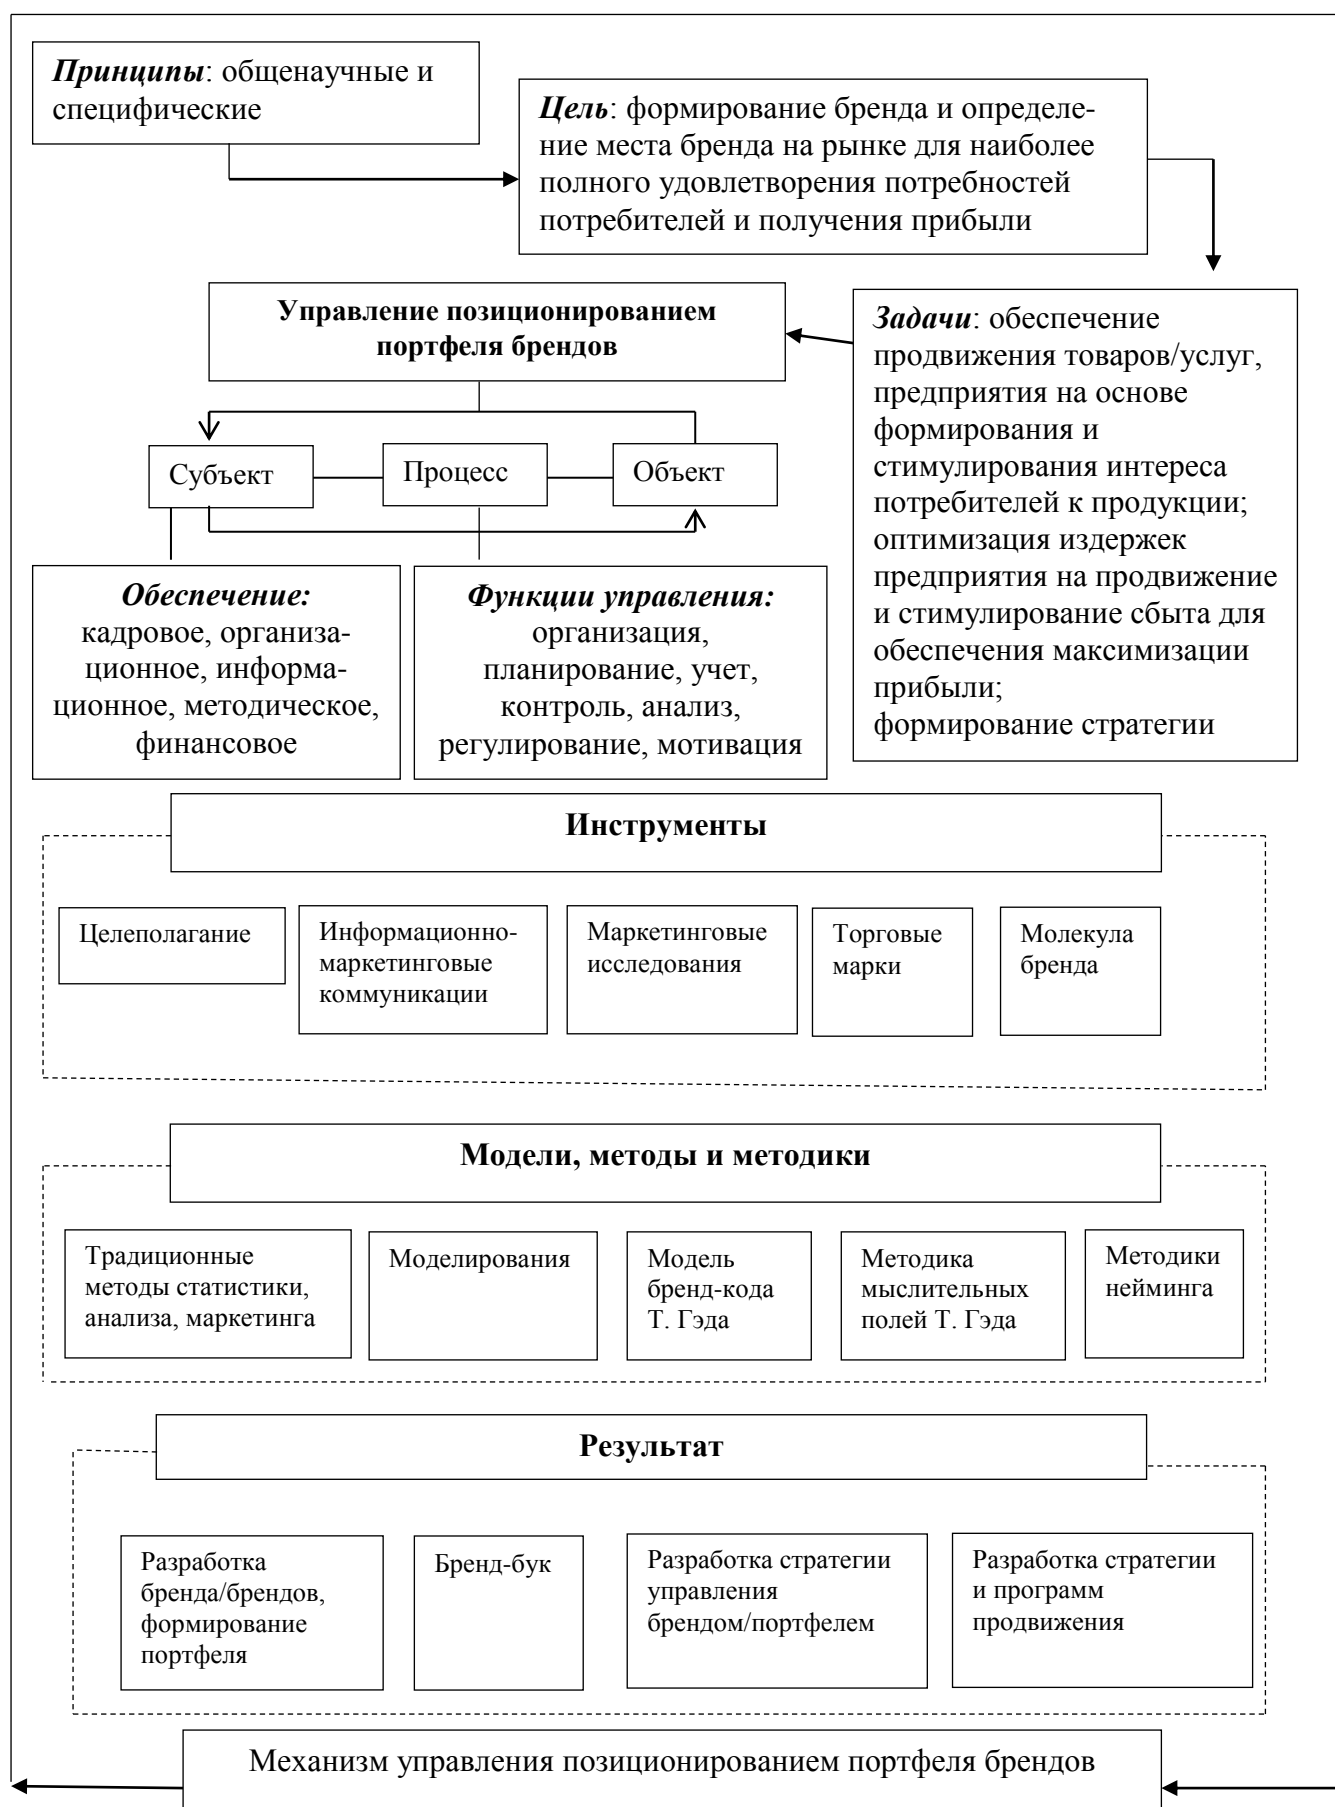 Принципы: общенаучные и
специфические
Цель: формирование бренда и определе-
ние места бренда на рынке для наиболее
полного удовлетворения потребностей
потребителей и получения прибыли
Управление позиционированием
портфеля брендов
Задачи: обеспечение
продвижения товаров/услуг,
предприятия на основе
формирования и
стимулирования интереса
потребителей к продукции;
оптимизация издержек
предприятия на продвижение
и стимулирование сбыта для
обеспечения максимизации
прибыли;
формирование стратегии
Субъект
Процесс
Объект
Обеспечение:
кадровое, организа-
ционное, информа-
ционное, методическое,
финансовое
Функции управления:
организация,
планирование, учет,
контроль, анализ,
регулирование, мотивация
Инструменты
Целеполагание
Информационно-
маркетинговые
коммуникации
Маркетинговые
исследования
Торговые
марки
Молекула
бренда
Модели, методы и методики
Традиционные
методы статистики,
анализа, маркетинга
Моделирования
Модель
бренд-кода
Т. Гэда
Методика
мыслительных
полей Т. Гэда
Методики
нейминга
Результат
Разработка
бренда/брендов,
формирование
портфеля
Бренд-бук
Разработка стратегии
управления
брендом/портфелем
Разработка стратегии
и программ
продвижения
Механизм управления позиционированием портфеля брендов